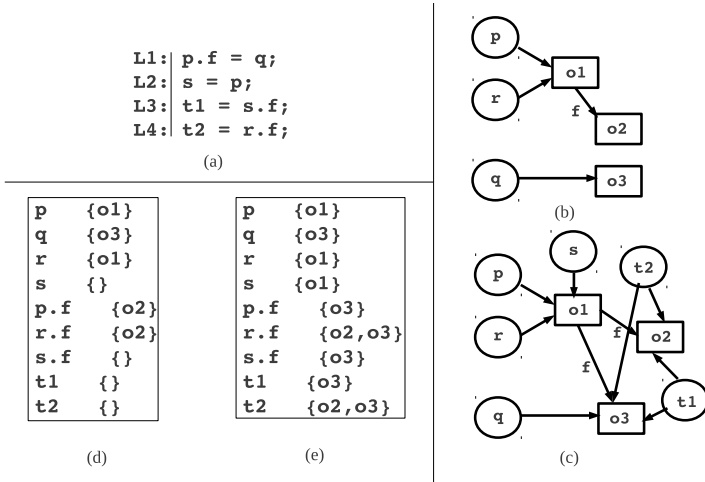 L1: p.f = q;
L2: s = p;
L3: t1 = s.f;
L4: t2 = r.f;
(a)
p
r
o1
f
o2
q
o3
(b)
p {o1}
q {o3}
r {o1}
s {}
p.f {o2}
r.f {o2}
s.f {}
t1 {}
t2 {}
(d)
p {o1}
q {o3}
r {o1}
s {o1}
p.f {o3}
r.f {o2,o3}
s.f {o3}
t1 {o3}
t2 {o2,o3}
(e)
s
t2
p
o1
r
f
o2
f
t1
q
o3
(c)